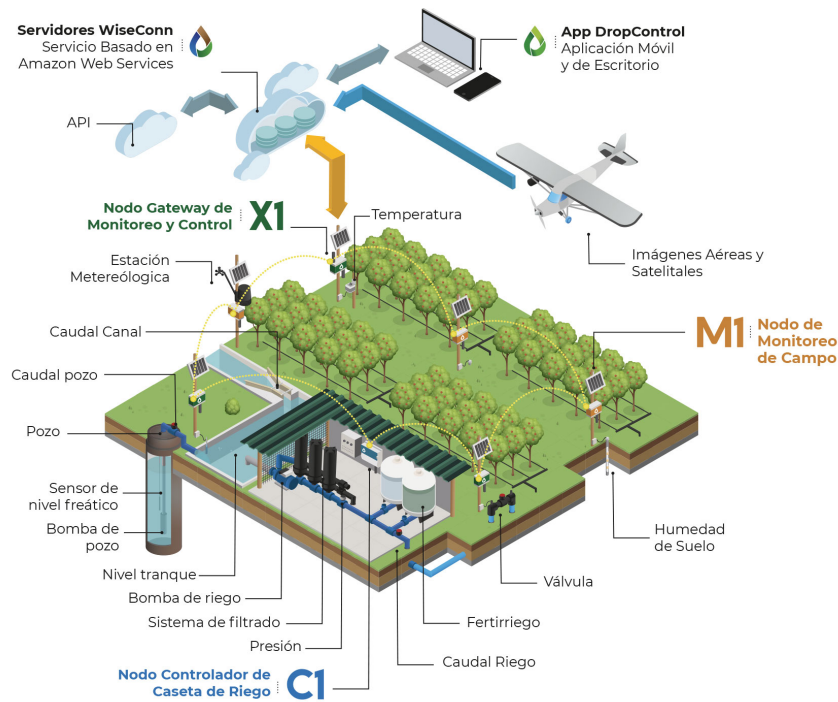 Servidores WiseConn
Servicio Basado en
Amazon Web Services
App DropControl
Aplicación Móvil
y de Escritorio
API
Nodo Gateway de
Monitoreo y Control
X1
Temperatura
Imágenes Aéreas y
Satelitales
Estación
Metereólogica
Caudal Canal
M1
Nodo de
Monitoreo
de Campo
Caudal pozo
Pozo
Sensor de
nivel freático
Bomba de
pozo
Humedad
de Suelo
Nivel tranque
Válvula
Bomba de riego
Sistema de filtrado
Fertirriego
Presión
Caudal Riego
Nodo Controlador de
Caseta de Riego
C1